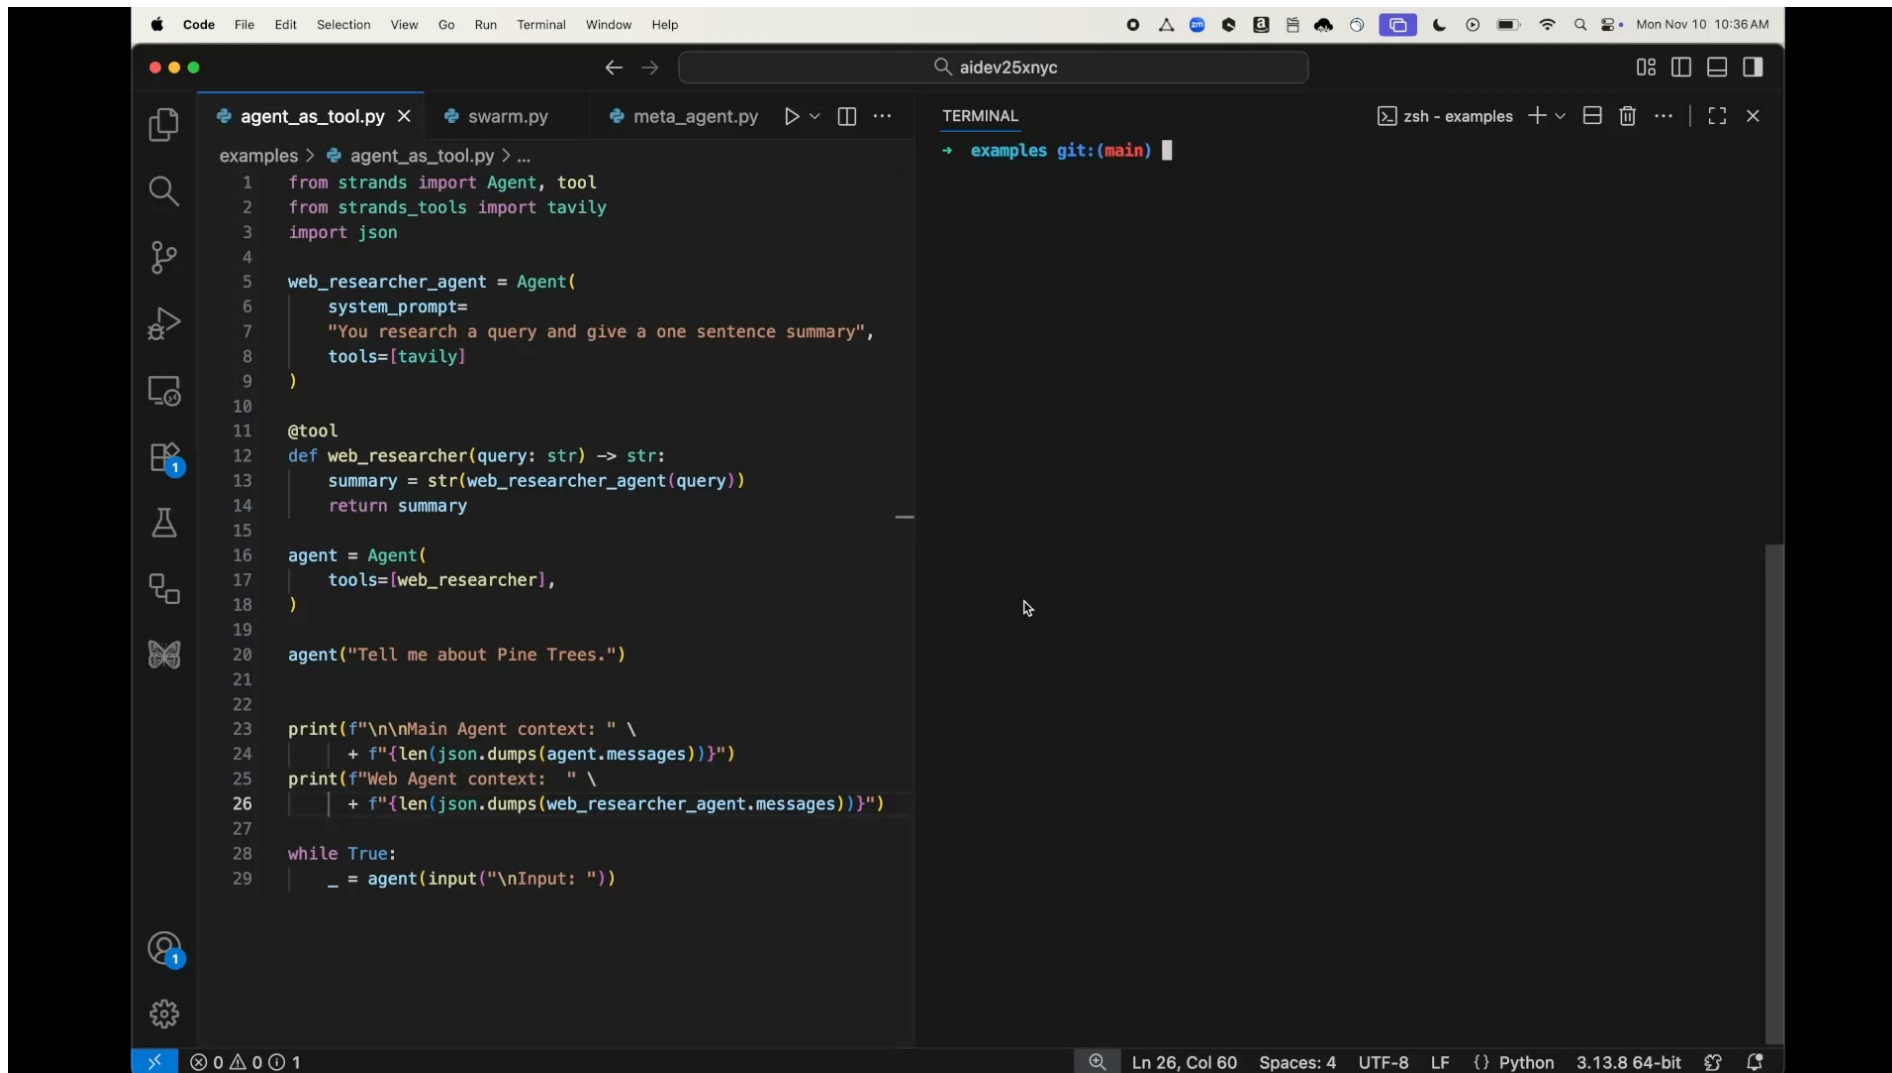 Code File Edit Selection View Go Run Terminal Window Help
zm a Mon Nov 10 10:36 AM
aidev25xnyc
agent_as_tool.py swarm.py meta_agent.py
TERMINAL
zsh - examples
examples > agent_as_tool.py > ...
→ examples git:(main)
1 from strands import Agent, tool
2 from strands_tools import tavily
3 import json
4
5 web_researcher_agent = Agent(
6     system_prompt=
7     "You research a query and give a one sentence summary",
8     tools=[tavily]
9 )
10
11 @tool
12 def web_researcher(query: str) -> str:
13     summary = str(web_researcher_agent(query))
14     return summary
15
16 agent = Agent(
17     tools=[web_researcher],
18 )
19
20 agent("Tell me about Pine Trees.")
21
22
23 print(f"\n\nMain Agent context: " \
24       + f"{len(json.dumps(agent.messages))}")
25 print(f"Web Agent context:  " \
26       + f"{len(json.dumps(web_researcher_agent.messages))}")
27
28 while True:
29     _ = agent(input("\nInput: "))
1
1
0 0 1
Ln 26, Col 60 Spaces: 4 UTF-8 LF {} Python 3.13.8 64-bit